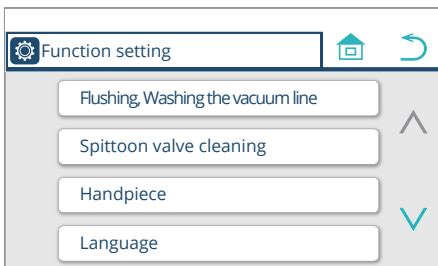 Function setting
Flushing, Washing the vacuum line
Spittoon valve cleaning
Handpiece
Language